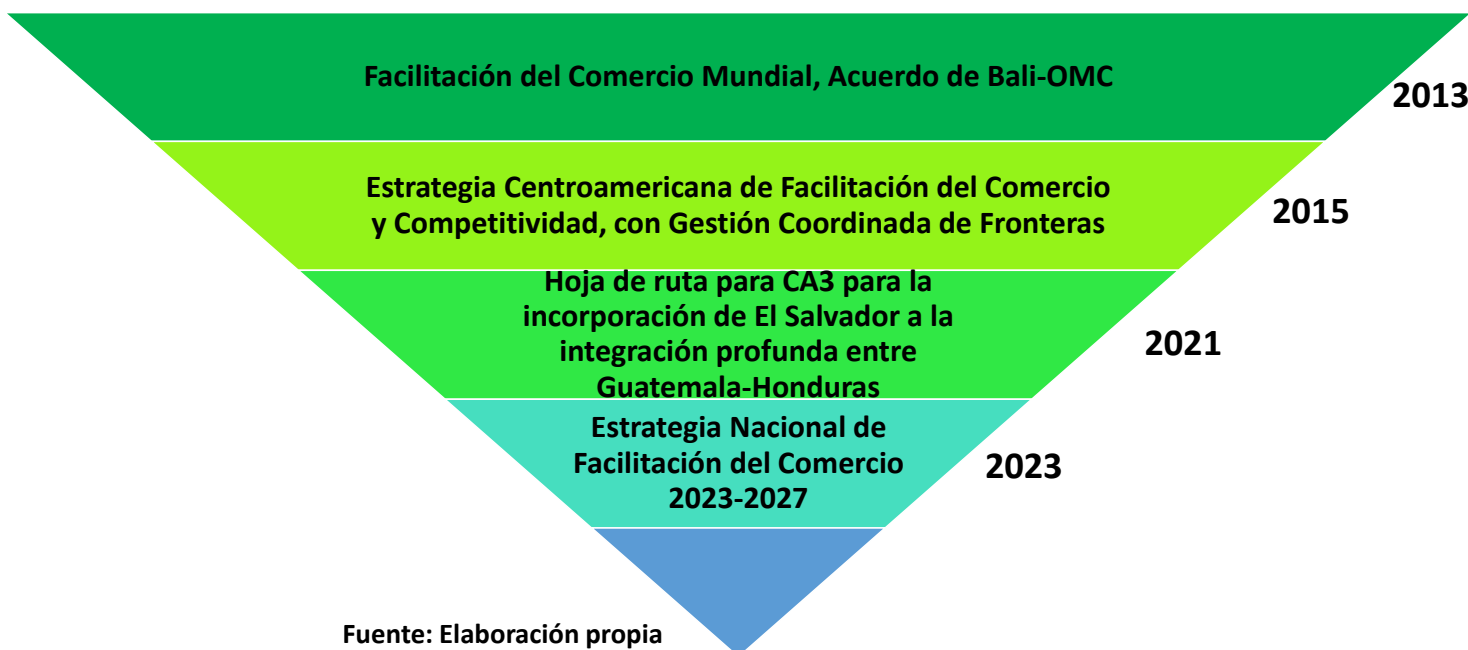 Facilitación del Comercio Mundial, Acuerdo de Bali-OMC
2013
Estrategia Centroamericana de Facilitación del Comercio
y Competitividad, con Gestión Coordinada de Fronteras
2015
Hoja de ruta para CA3 para la
incorporación de El Salvador a la
integración profunda entre
Guatemala-Honduras
2021
Estrategia Nacional de
Facilitación del Comercio
2023-2027
2023
Fuente: Elaboración propia